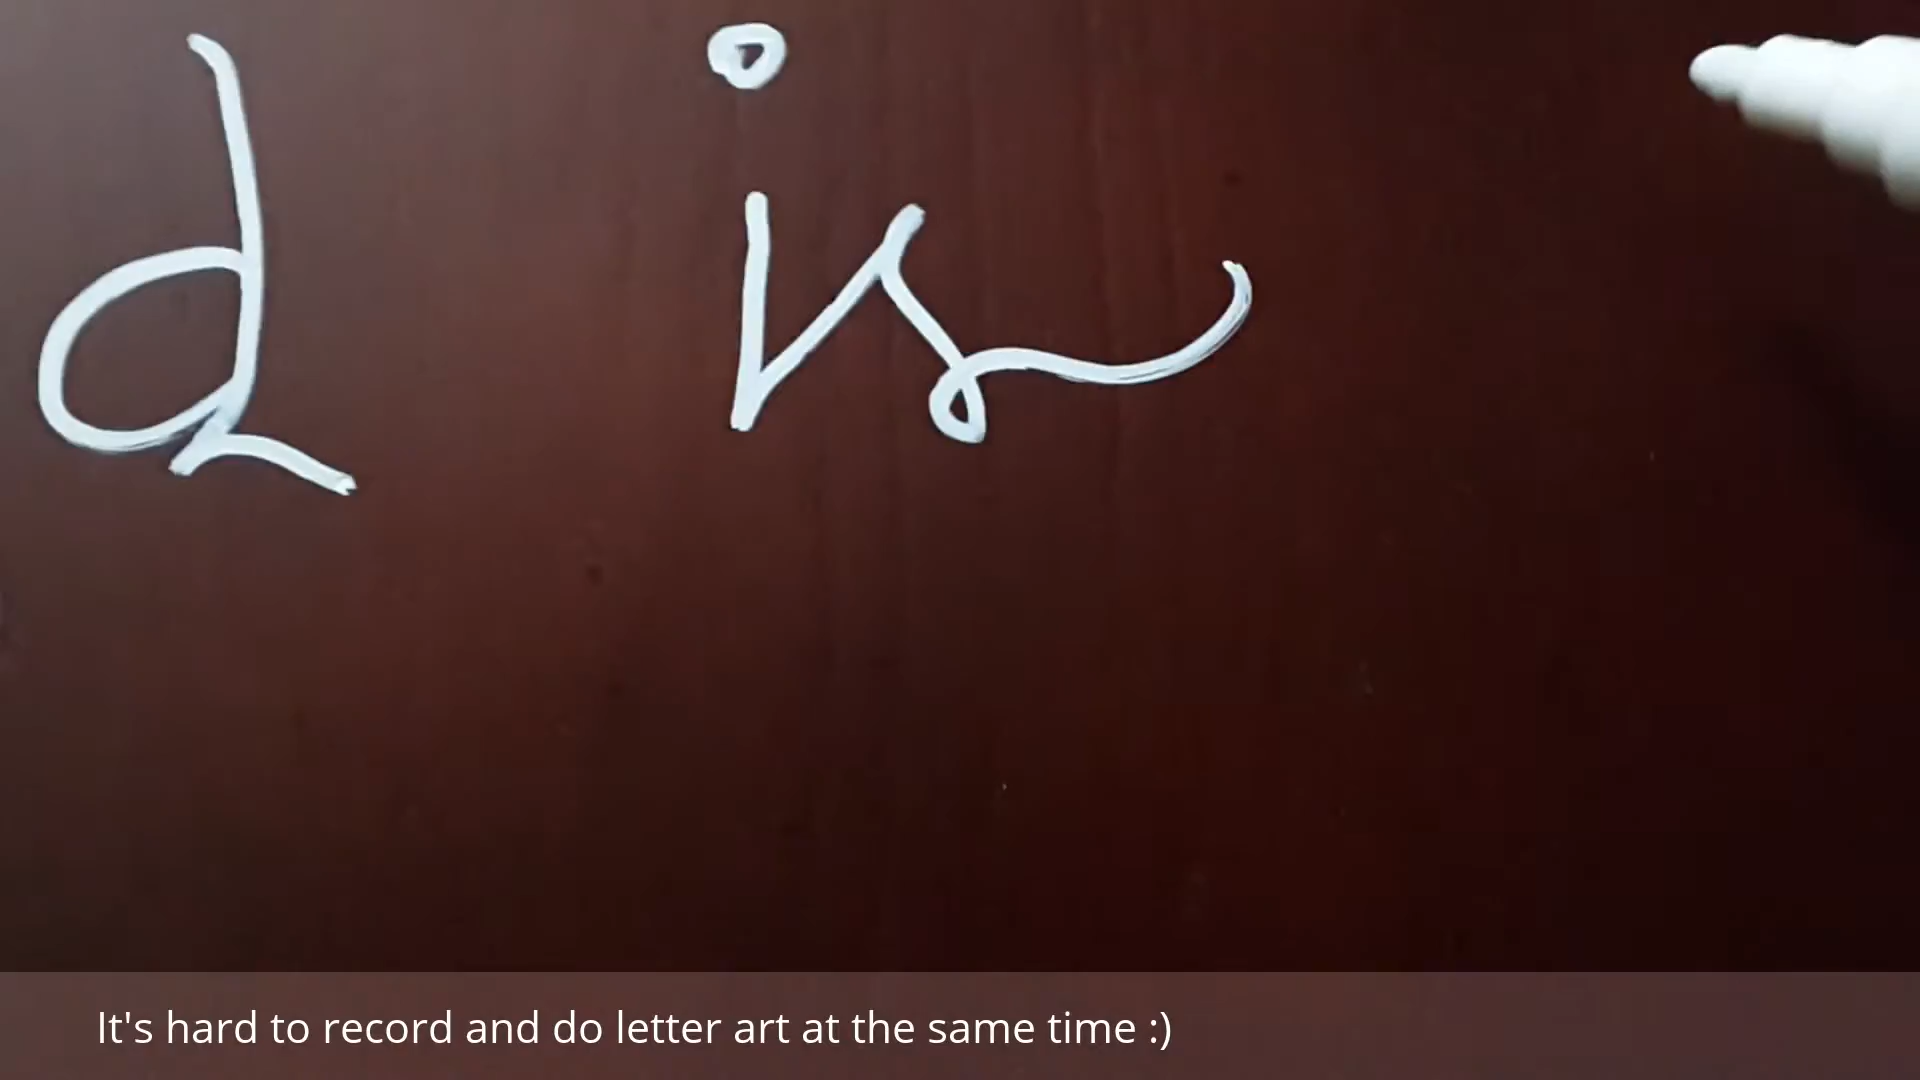 d is
It's hard to record and do letter art at the same time :)